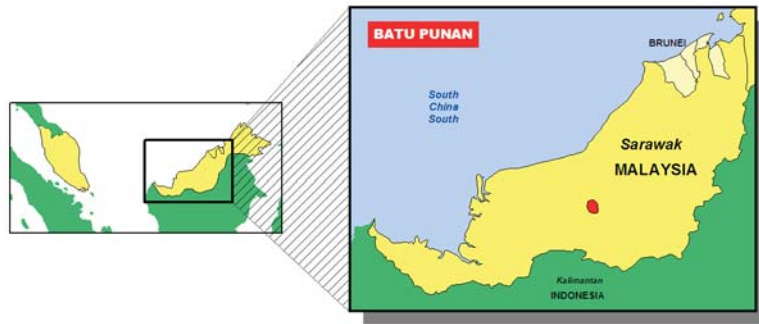 BATU PUNAN
BRUNEI
South
China
South
Sarawak
MALAYSIA
Kalimantan
INDONESIA